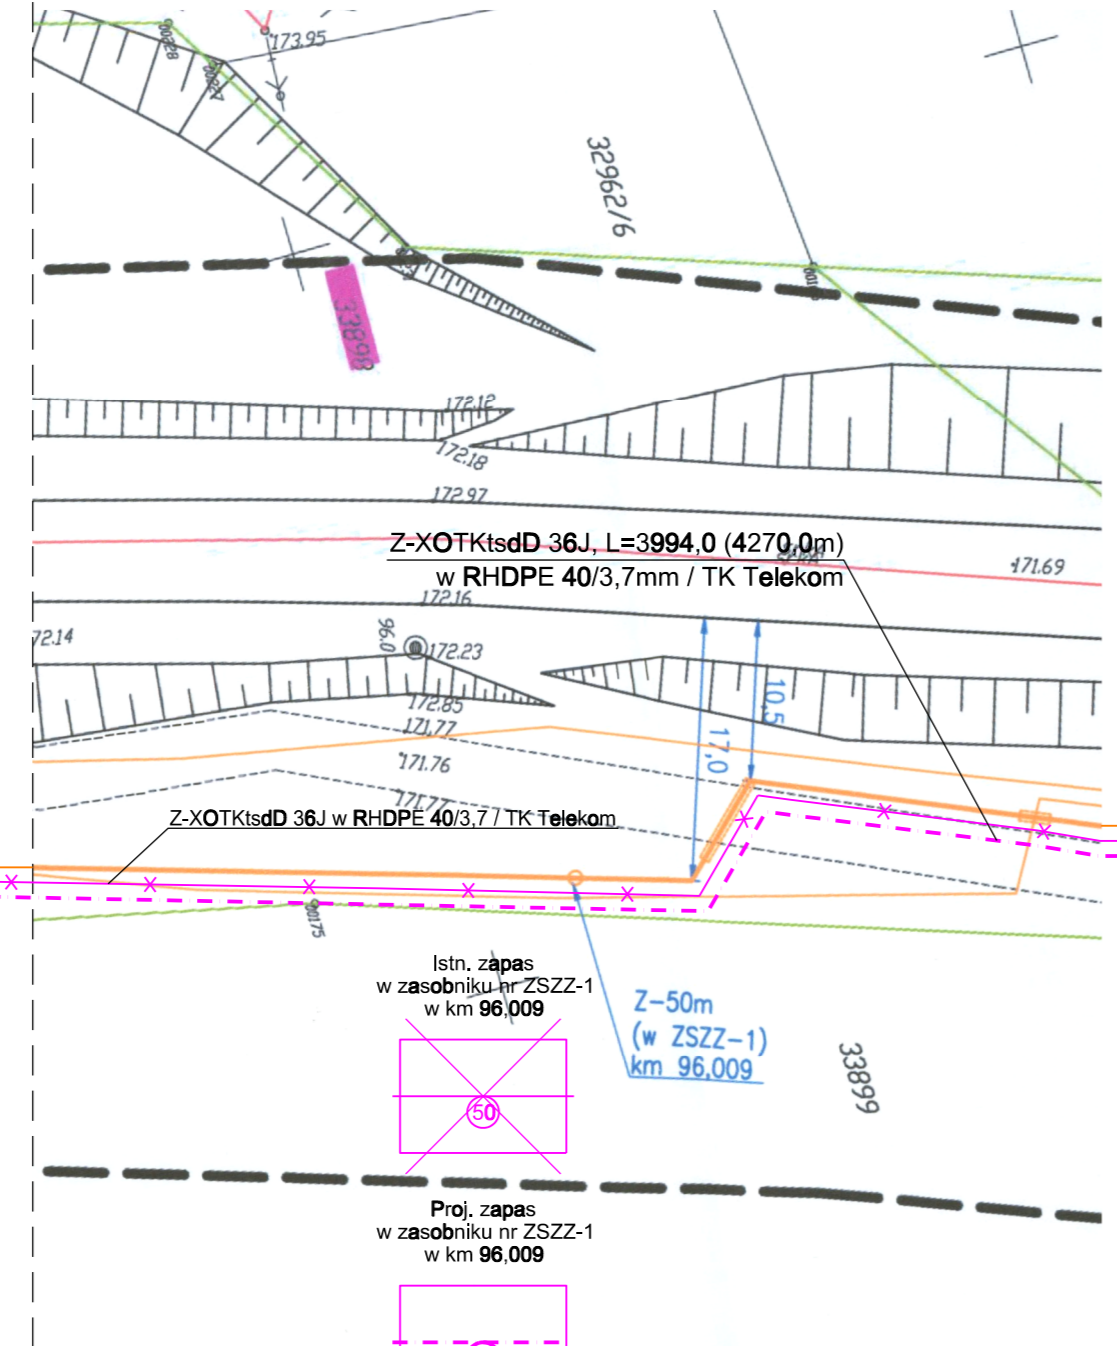 00228
00227
173.95
32962/6
33898
172.12
172.18
172.97
Z-XOTKtsdD 36J, L=3994,0 (4270,0m)
w RHDPE 40/3,7mm / TK Telekom
171.69
172.16
72.14
96.0
172.23
172.85
171.77
171.76
171.77
10,5
17,0
Z-XOTKtsdD 36J w RHDPE 40/3,7 / TK Telekom
00175
Istn. zapas
w zasobniku nr ZSZZ-1
w km 96,009
Z-50m
(w ZSZZ-1)
km 96,009
33899
50
Proj. zapas
w zasobniku nr ZSZZ-1
w km 96,009